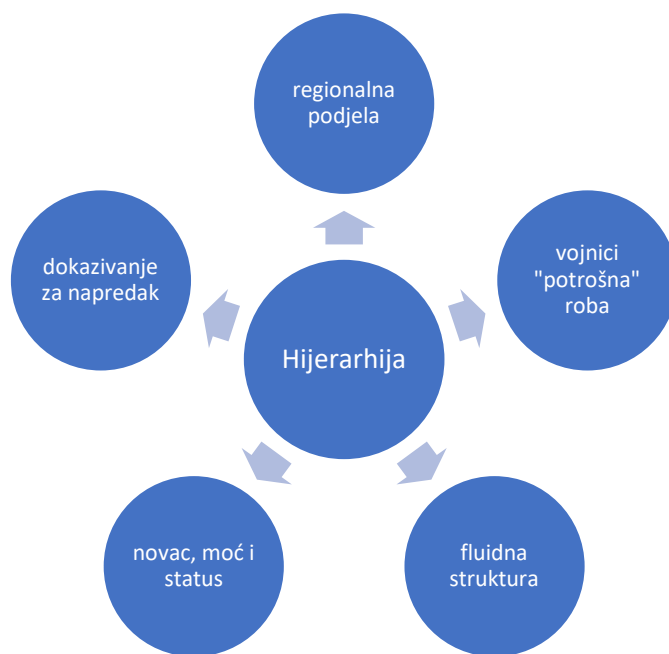 regionalna
podjela
vojnici
"potrošna"
roba
dokazivanje
za napredak
Hijerarhija
novac, moć i
status
fluidna
struktura